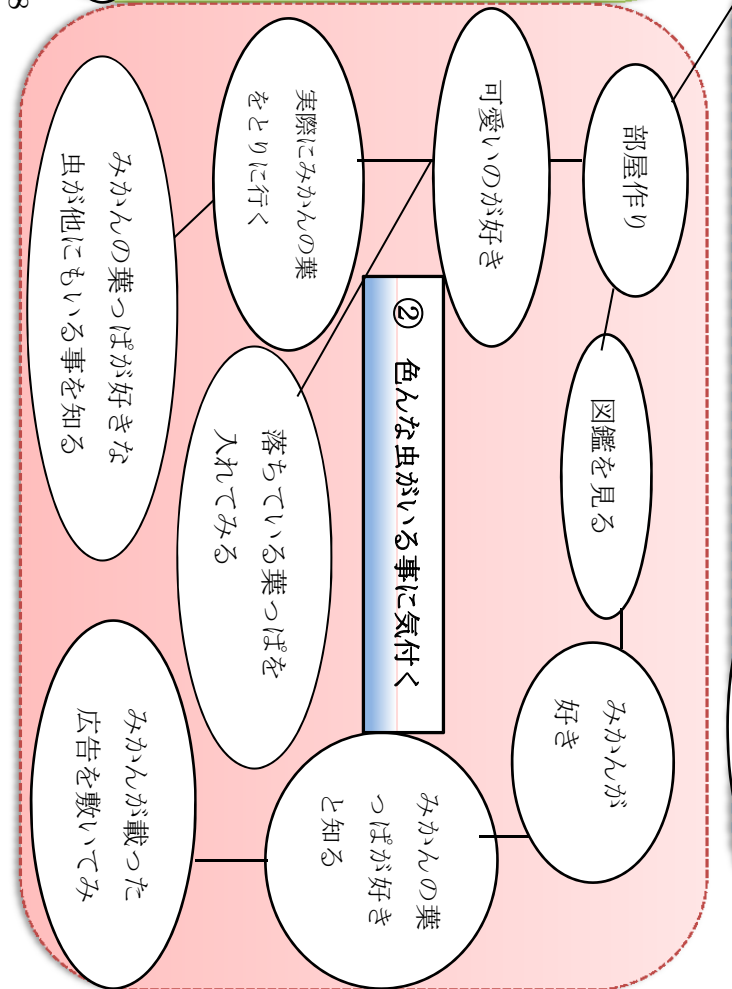 部屋作り
図鑑を見る
みかんが
好き
可愛いのが好き
② 色んな虫がいる事に気付く
みかんの葉
っぱが好き
と知る
実際にみかんの葉
をとりに行く
落ちている葉っぱを
入れてみる
みかんの葉っぱが好きな
虫が他にもいる事を知る
みかんが載った
広告を敷いてみ
8